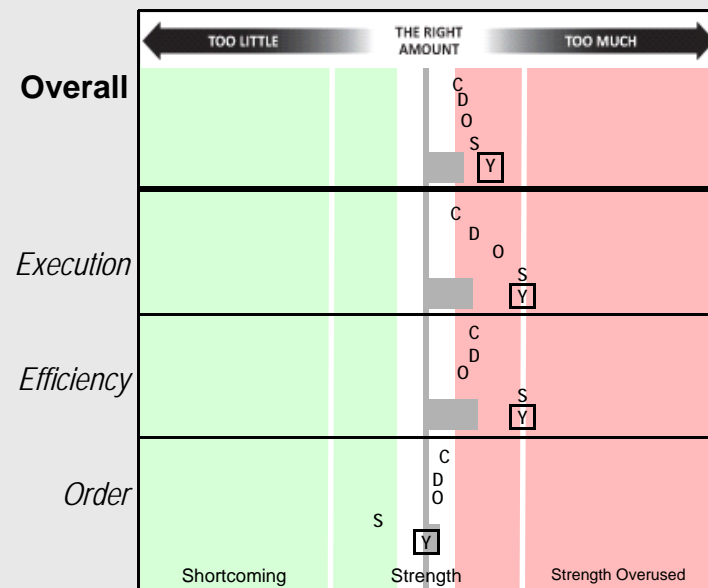 TOO LITTLE THE RIGHT AMOUNT TOO MUCH
Overall
C
D
O
S
Y
Execution
C
D
O
S
Y
Efficiency
C
D
O
S
Y
Order
C
D
O
S
Y
Shortcoming Strength Strength Overused